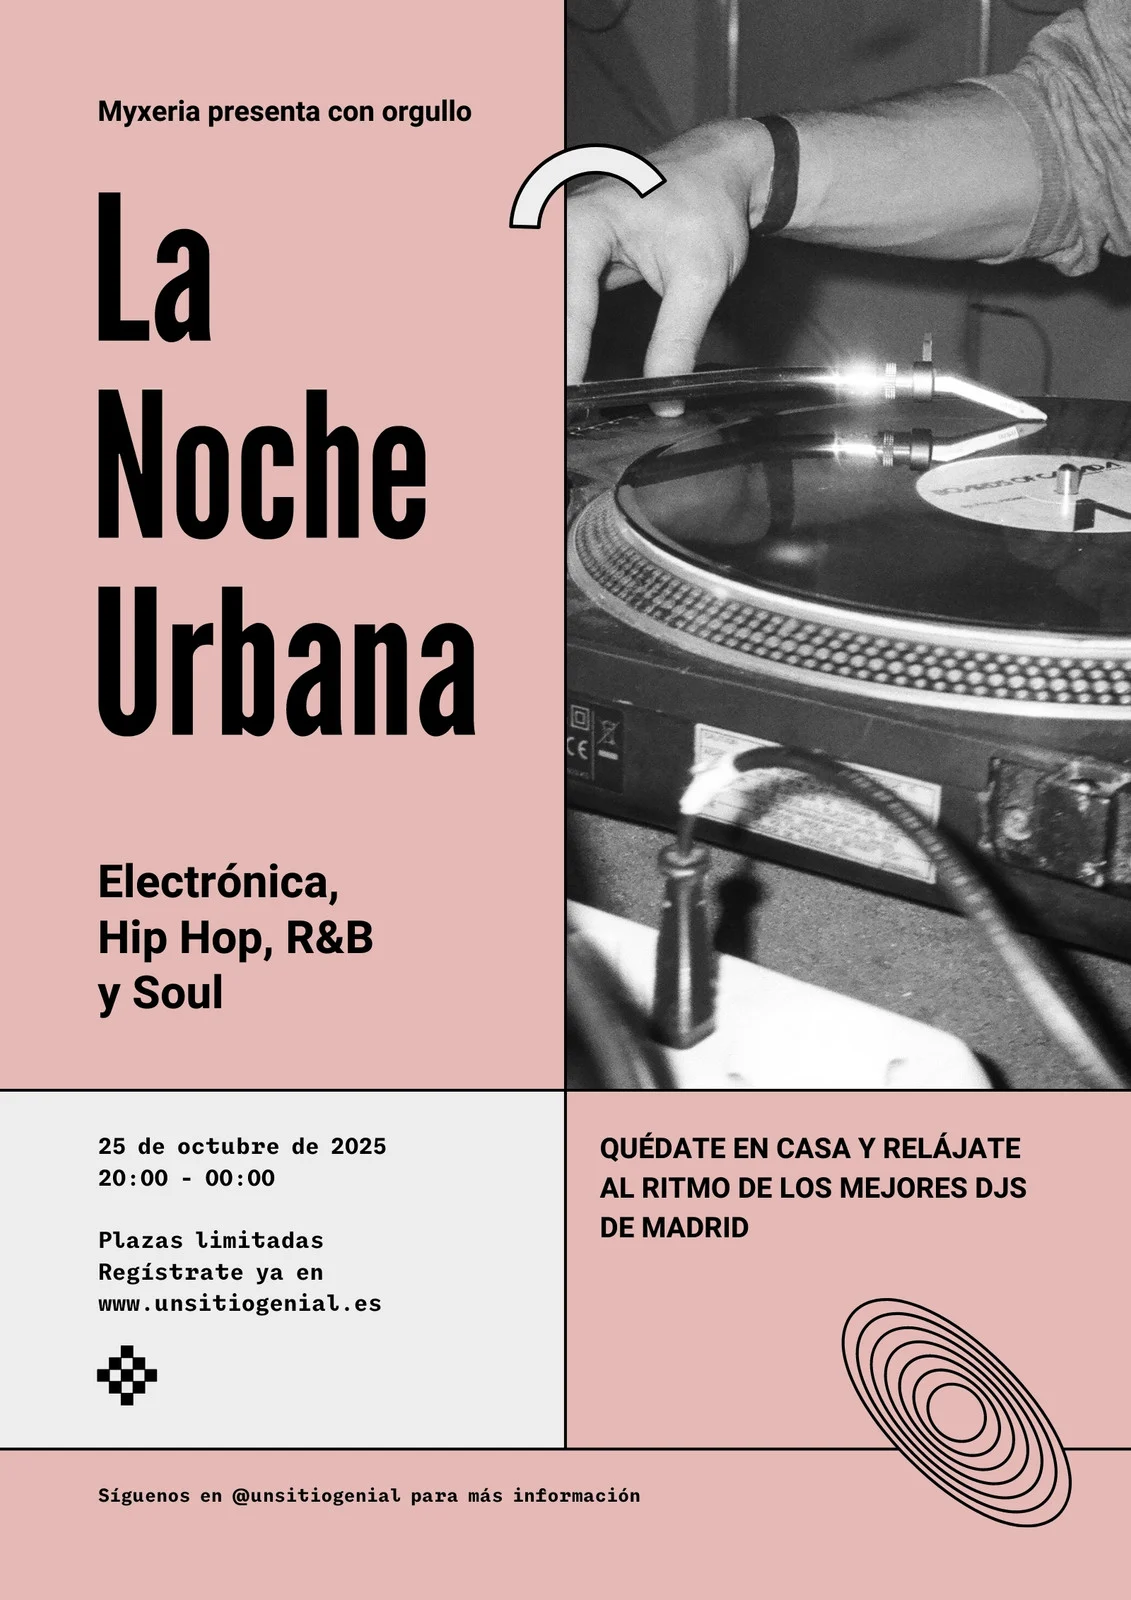 Myxeria presenta con orgullo
La
Noche
Urbana
Electrónica,
Hip Hop, R&B
y Soul
25 de octubre de 2025
20:00 - 00:00
Plazas limitadas
Regístrate ya en
www.unsitiogenial.es
QUÉDATE EN CASA Y RELÁJATE
AL RITMO DE LOS MEJORES DJS
DE MADRID
Síguenos en @unsitiogenial para más información